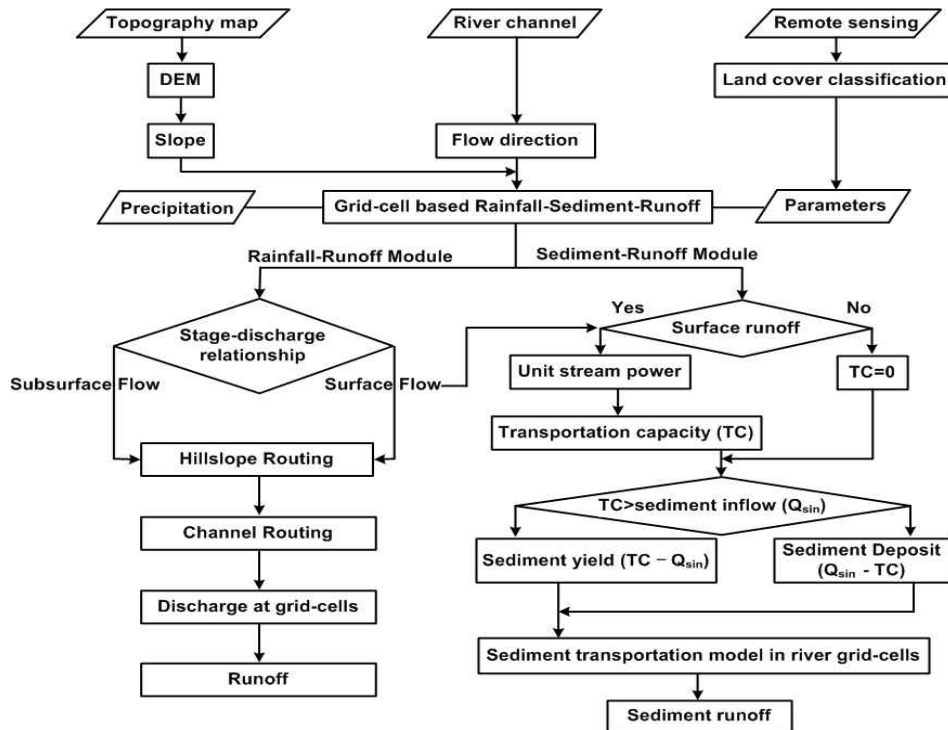 Topography map
River channel
Remote sensing
DEM
Land cover classification
Slope
Flow direction
Precipitation
Grid-cell based Rainfall-Sediment-Runoff
Parameters
Rainfall-Runoff Module
Sediment-Runoff Module
Stage-discharge
relationship
Yes
Surface runoff
No
Subsurface Flow
Surface Flow
Unit stream power
TC=0
Transportation capacity (TC)
Hillslope Routing
TC>sediment inflow (Qsin)
Channel Routing
Sediment yield (TC – Qsin)
Sediment Deposit
(Qsin - TC)
Discharge at grid-cells
Sediment transportation model in river grid-cells
Runoff
Sediment runoff